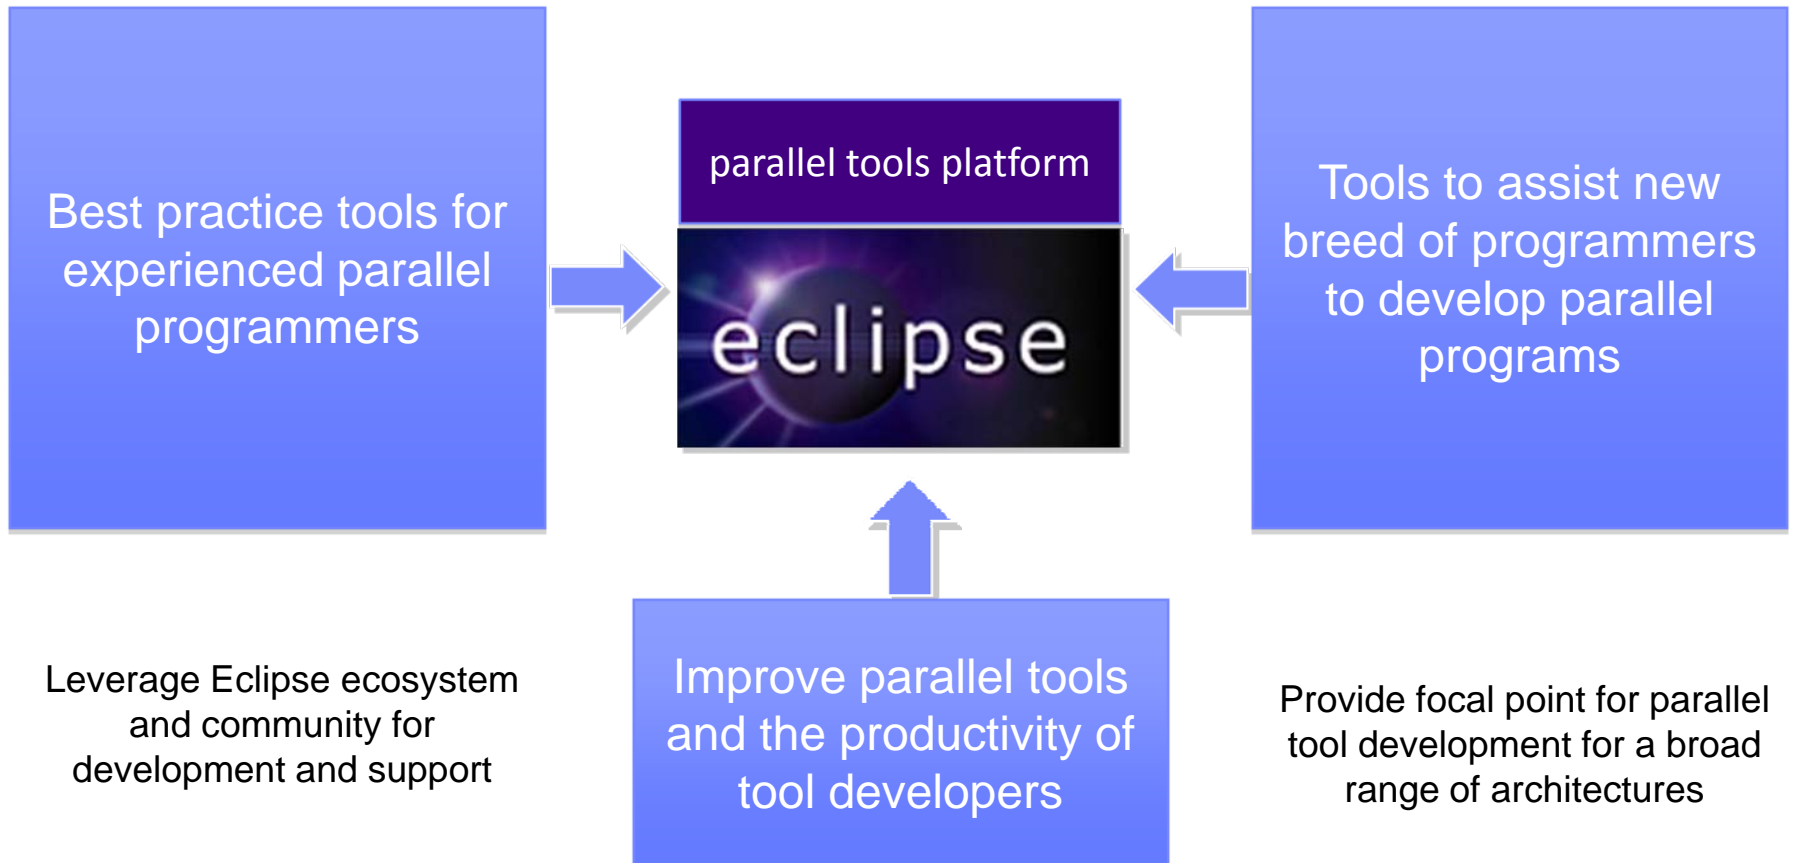 Best practice tools for
experienced parallel
programmers
parallel tools platform
eclipse
Tools to assist new
breed of programmers
to develop parallel
programs
Leverage Eclipse ecosystem
and community for
development and support
Improve parallel tools
and the productivity of
tool developers
Provide focal point for parallel
tool development for a broad
range of architectures